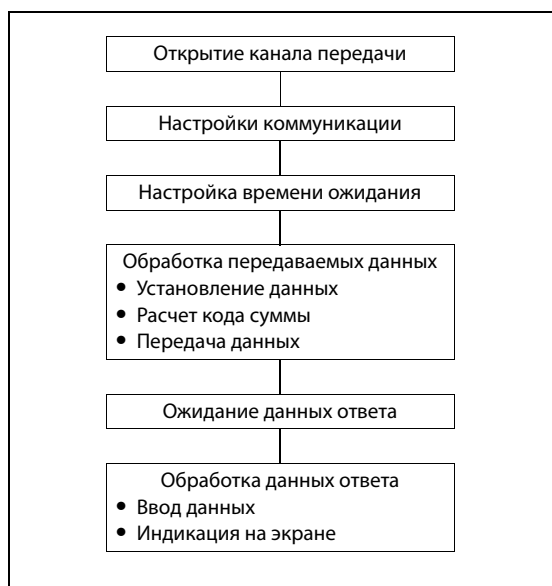 Открытие канала передачи
Настройки коммуникации
Настройка времени ожидания
Обработка передаваемых данных
• Установление данных
• Расчет кода суммы
• Передача данных
Ожидание данных ответа
Обработка данных ответа
• Ввод данных
• Индикация на экране